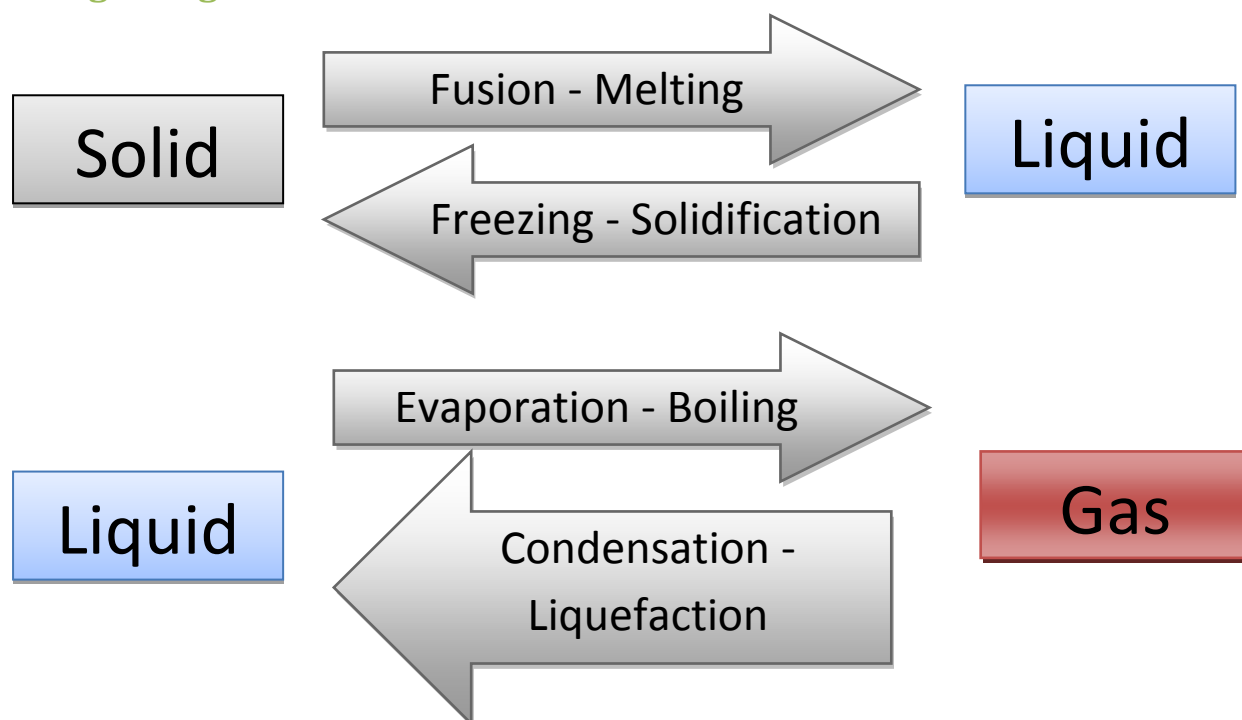 Fusion - Melting
Solid
Liquid
Freezing - Solidification
Evaporation - Boiling
Gas
Liquid
Condensation -
Liquefaction